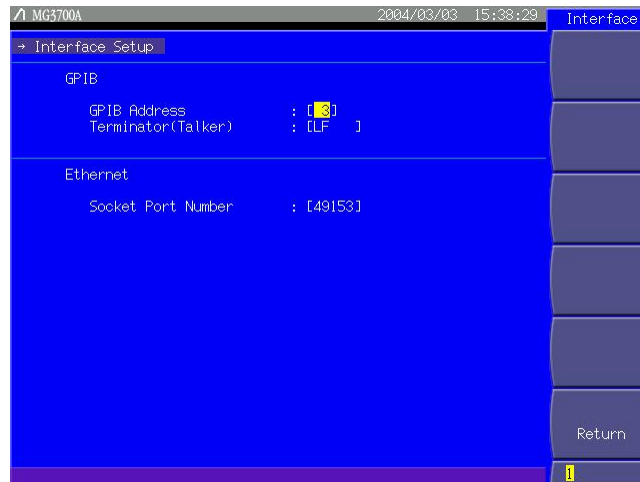 MG3700A 2004/03/03 15:38:29 Interface
→ Interface Setup
GPIB
GPIB Address : [ 3]
Terminator(Talker) : [LF ]
Ethernet
Socket Port Number : [49153]
Return
1